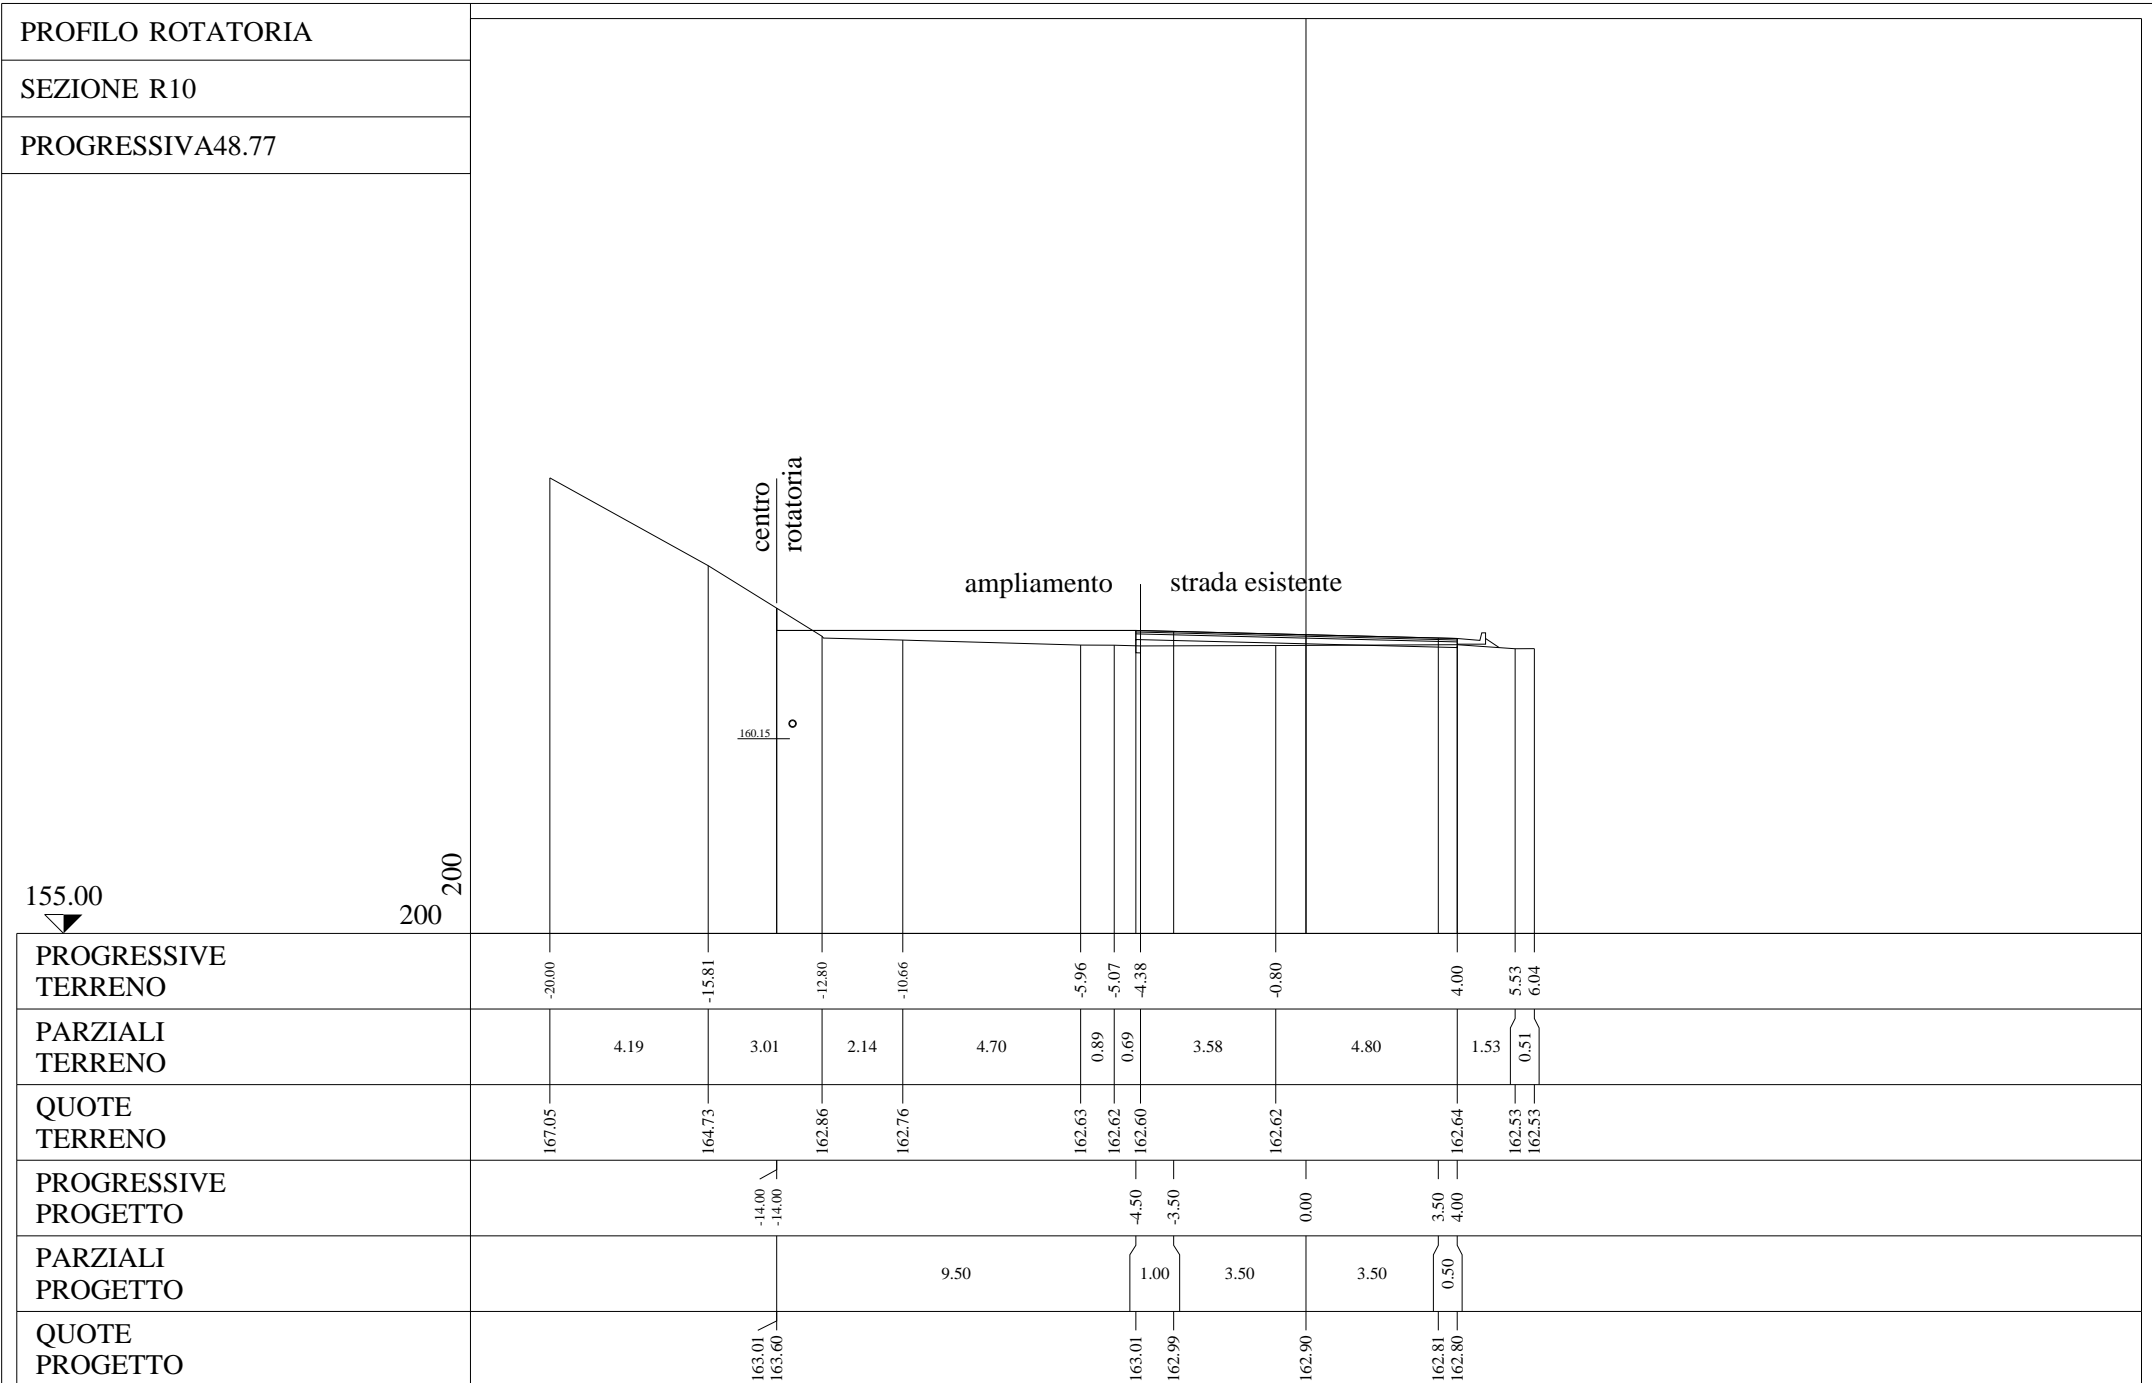 PROFILO ROTATORIA
SEZIONE R10
PROGRESSIVA48.77
centro
rotatoria
ampliamento
strada esistente
160.15
155.00
200
200
PROGRESSIVE
TERRENO
-20.00 -15.81 -12.80 -10.66 -5.96 -5.07 -4.38 -0.80 4.00 5.53 6.04
PARZIALI
TERRENO
4.19 3.01 2.14 4.70 0.89 0.69 3.58 4.80 1.53 0.51
QUOTE
TERRENO
167.05 164.73 162.86 162.76 162.63 162.62 162.60 162.62 162.64 162.53 162.53
PROGRESSIVE
PROGETTO
-14.00 -14.00 -4.50 -3.50 0.00 3.50 4.00
PARZIALI
PROGETTO
9.50 1.00 3.50 3.50 0.50
QUOTE
PROGETTO
163.01 163.60 163.01 162.99 162.90 162.81 162.80